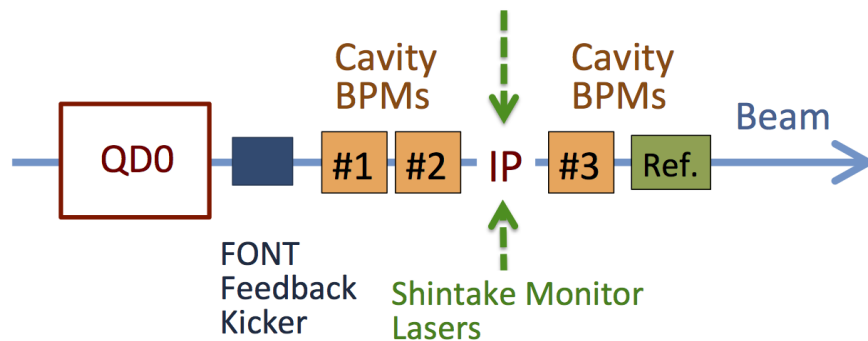 Cavity
BPMs
Cavity
BPMs
Beam
QD0
#1
#2
IP
#3
Ref.
FONT
Feedback
Kicker
Shintake Monitor
Lasers